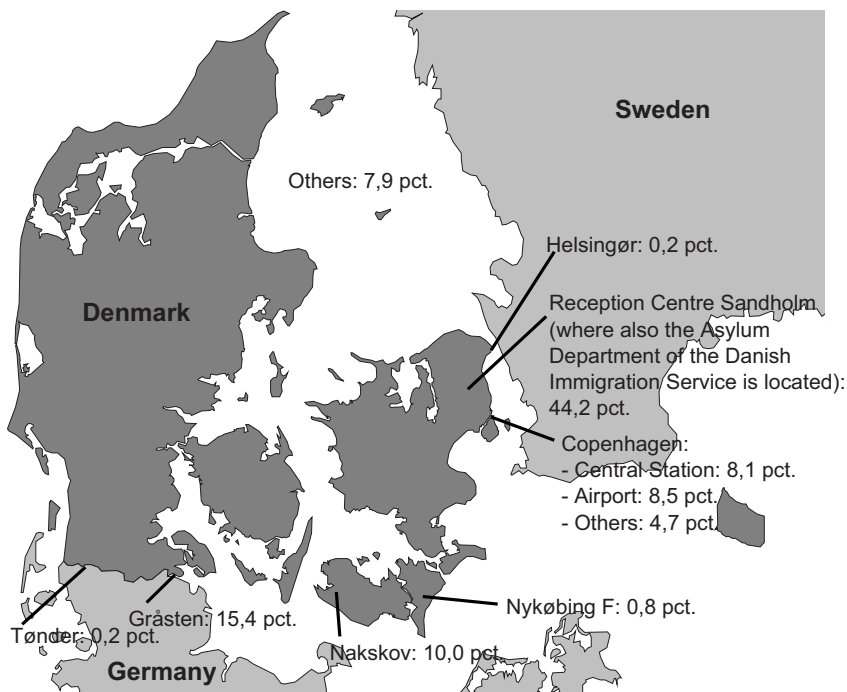 Sweden
Others: 7,9 pct.
Helsingør: 0,2 pct.
Denmark
Reception Centre Sandholm
(where also the Asylum
Department of the Danish
Immigration Service is located):
44,2 pct.
Copenhagen:
- Central Station: 8,1 pct.
- Airport: 8,5 pct.
- Others: 4,7 pct.
Nykøbing F: 0,8 pct.
Gråsten: 15,4 pct.
Tønder: 0,2 pct.
Nakskov: 10,0 pct.
Germany